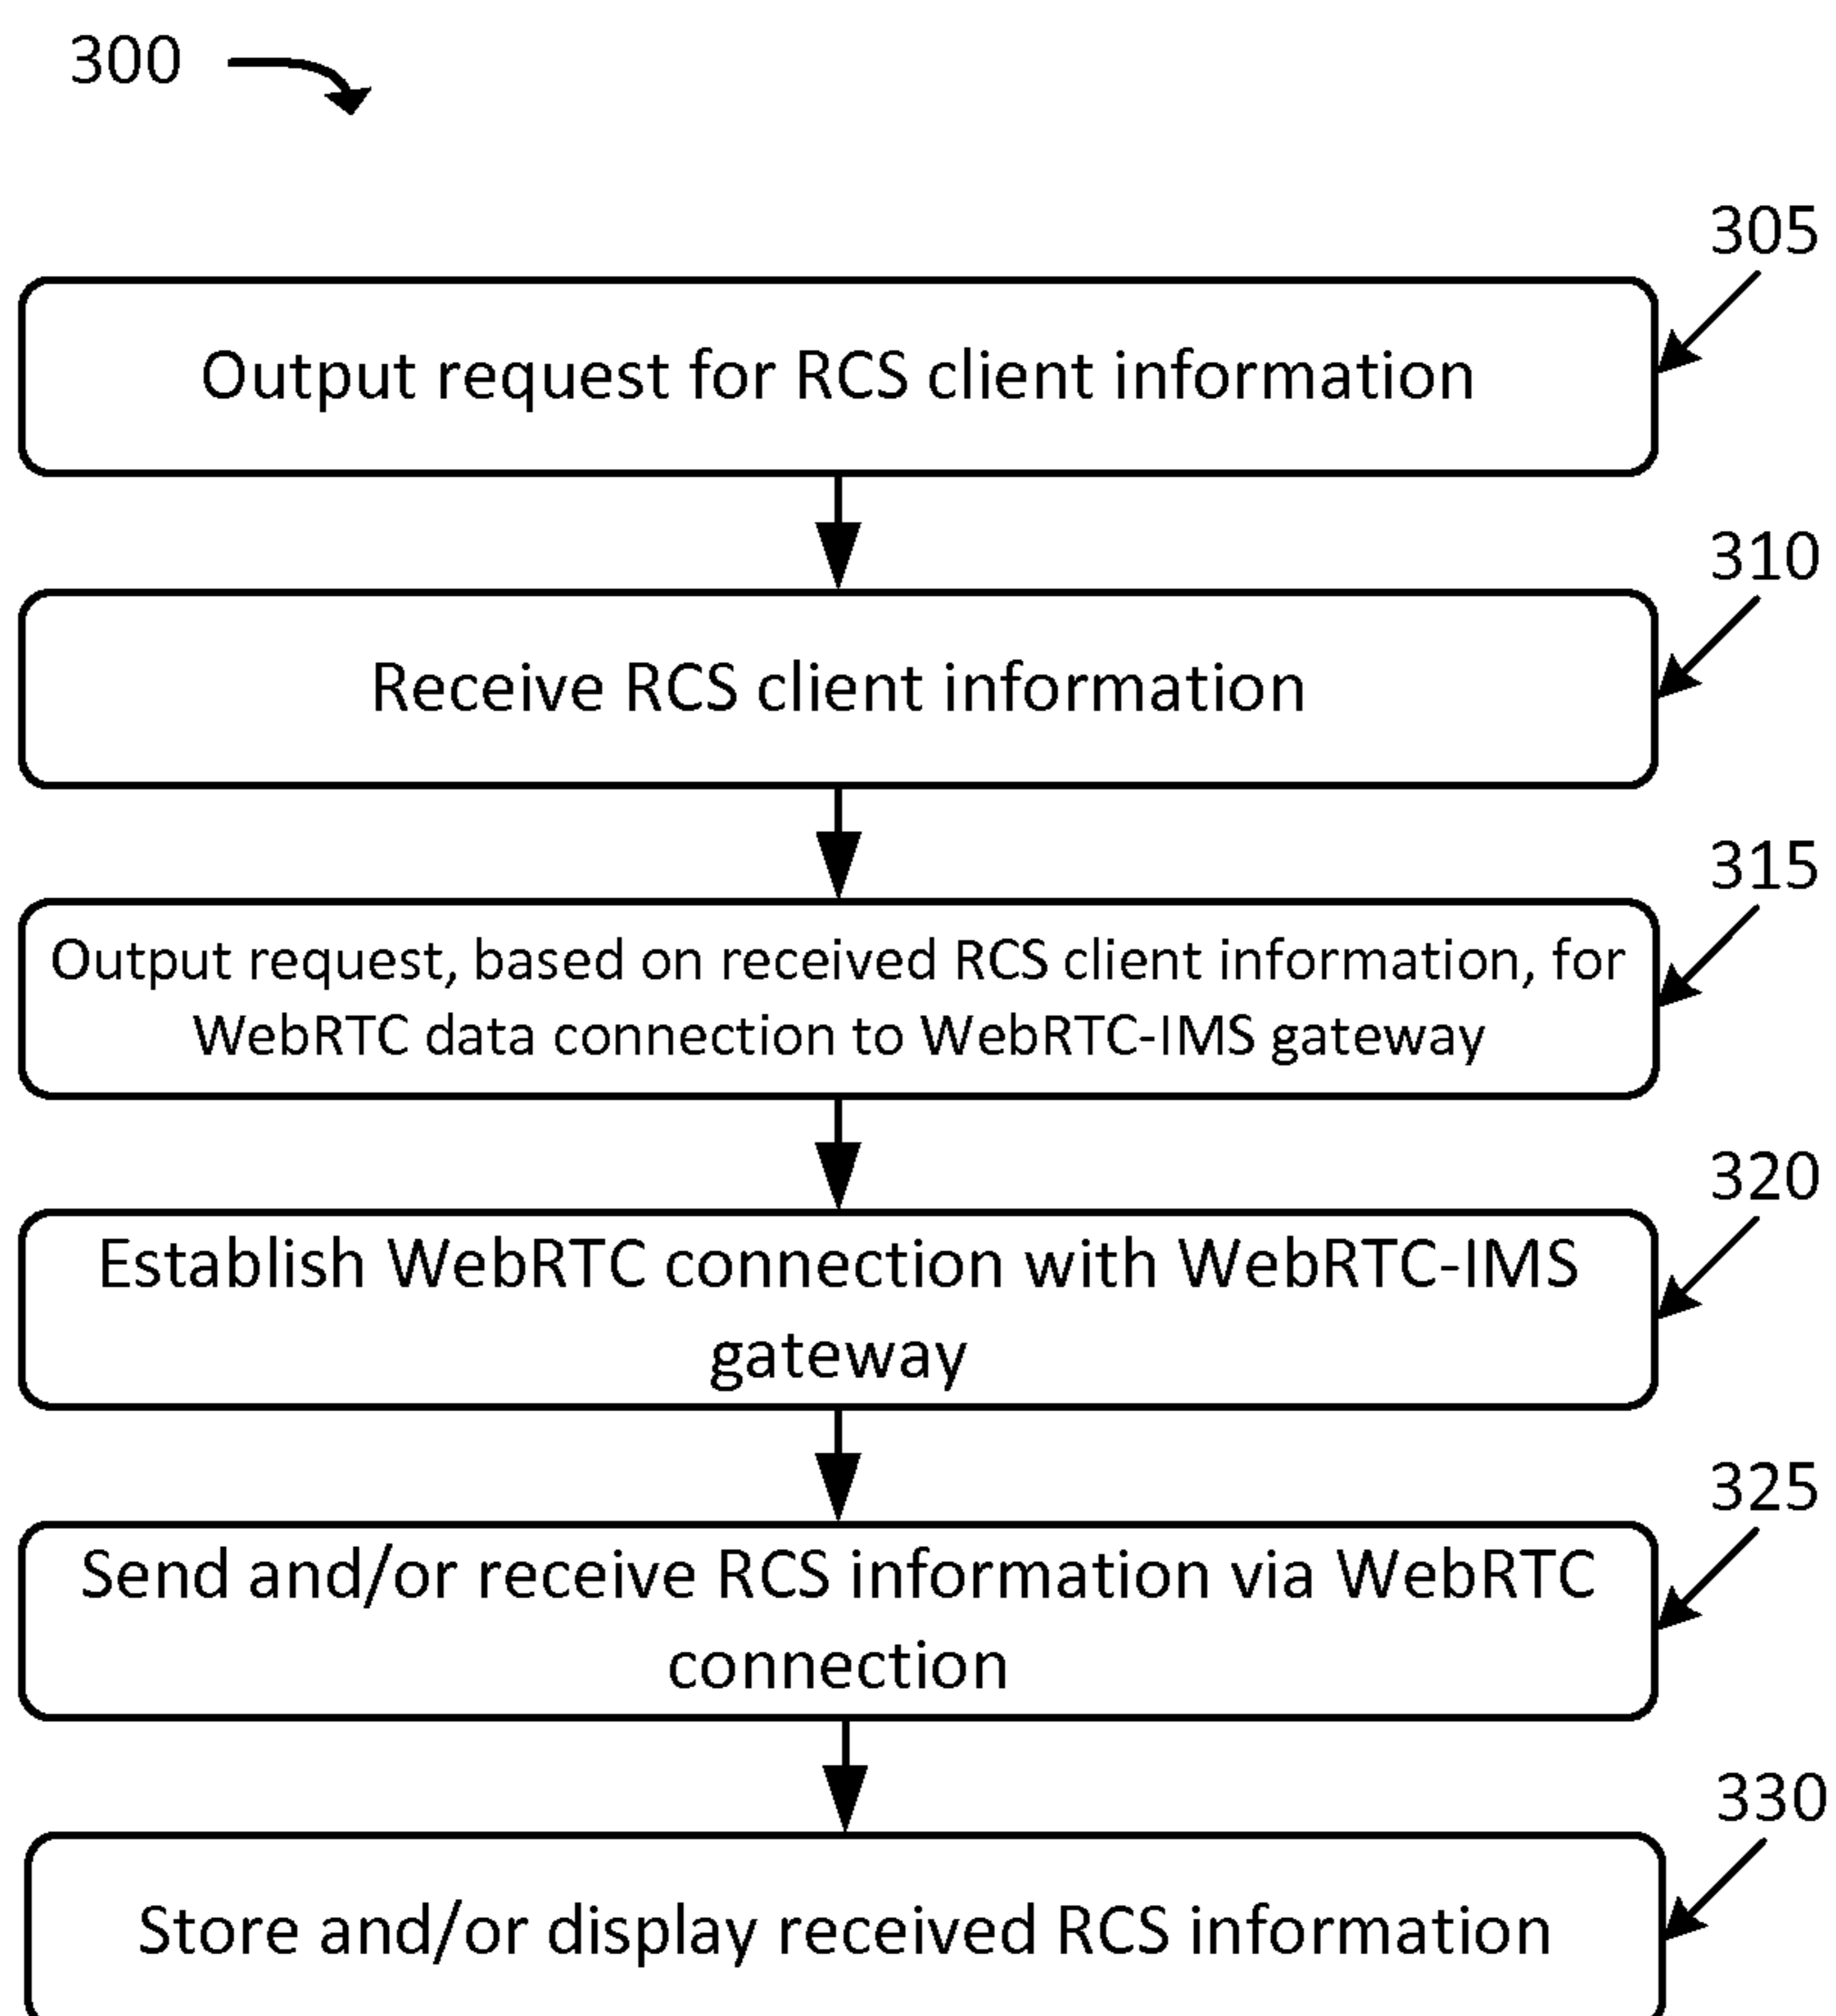 300
305
Output request for RCS client information
310
Receive RCS client information
315
Output request, based on received RCS client information, for
WebRTC data connection to WebRTC-IMS gateway
320
Establish WebRTC connection with WebRTC-IMS
gateway
325
Send and/or receive RCS information via WebRTC
connection
330
Store and/or display received RCS information